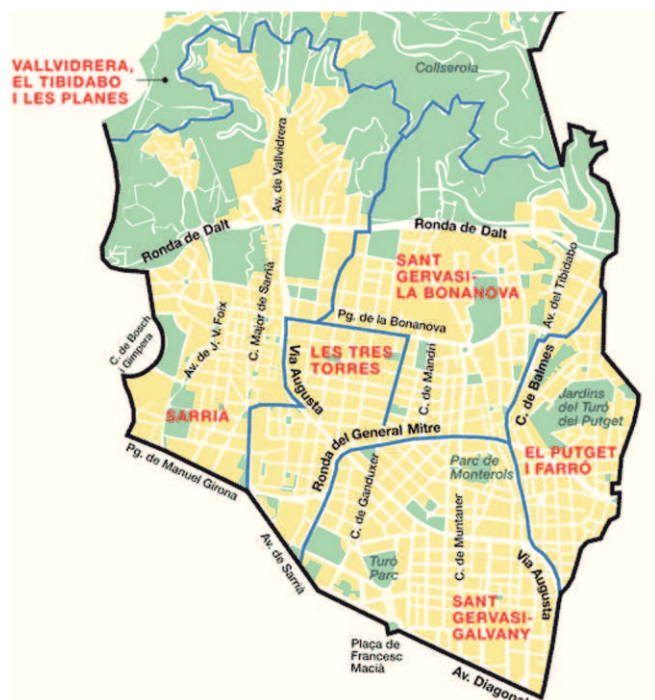 VALLVIDRERA,
EL TIBIDABO
I LES PLANES
Collserola
Av. de Vallvidrera
Ronda de Dalt
Ronda de Dalt
SANT
GERVASI-
LA BONANOVA
Av. del Tibidabo
C. Major de Sarrià
Av. de J. V. Foix
C. de Bosch
i Gimpera
Pg. de la Bonanova
LES TRES
TORRES
Via Augusta
C. de Mandri
C. de Balmes
Jardins
del Turó
del Putget
SARRIÀ
Ronda del General Mitre
EL PUTGET
I FARRÓ
Pg. de Manuel Girona
Parc de
Monterols
C. de Ganduxer
C. de Muntaner
Av. de Sarrià
Turó
Parc
Via Augusta
SANT
GERVASI-
GALVANY
Plaça de
Francesc
Macià
Av. Diagonal